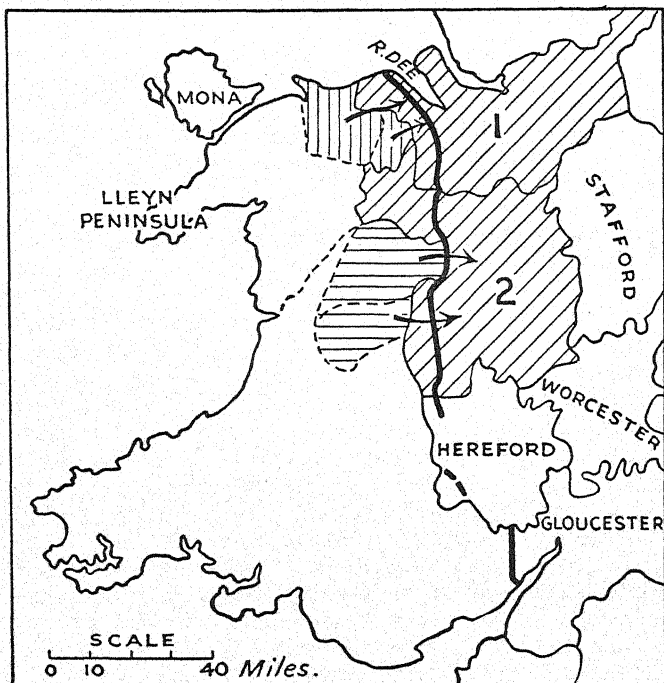 R. DEE
MONA
1
LLEYN
PENINSULA
STAFFORD
2
WORCESTER
HEREFORD
GLOUCESTER
SCALE
0 10 40 Miles.